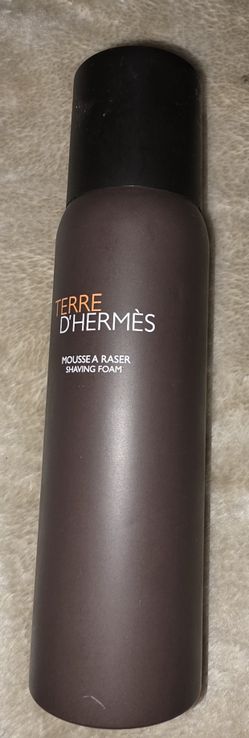 TERRE
D'HERMÈS
MOUSSE A RASER
SHAVING FOAM